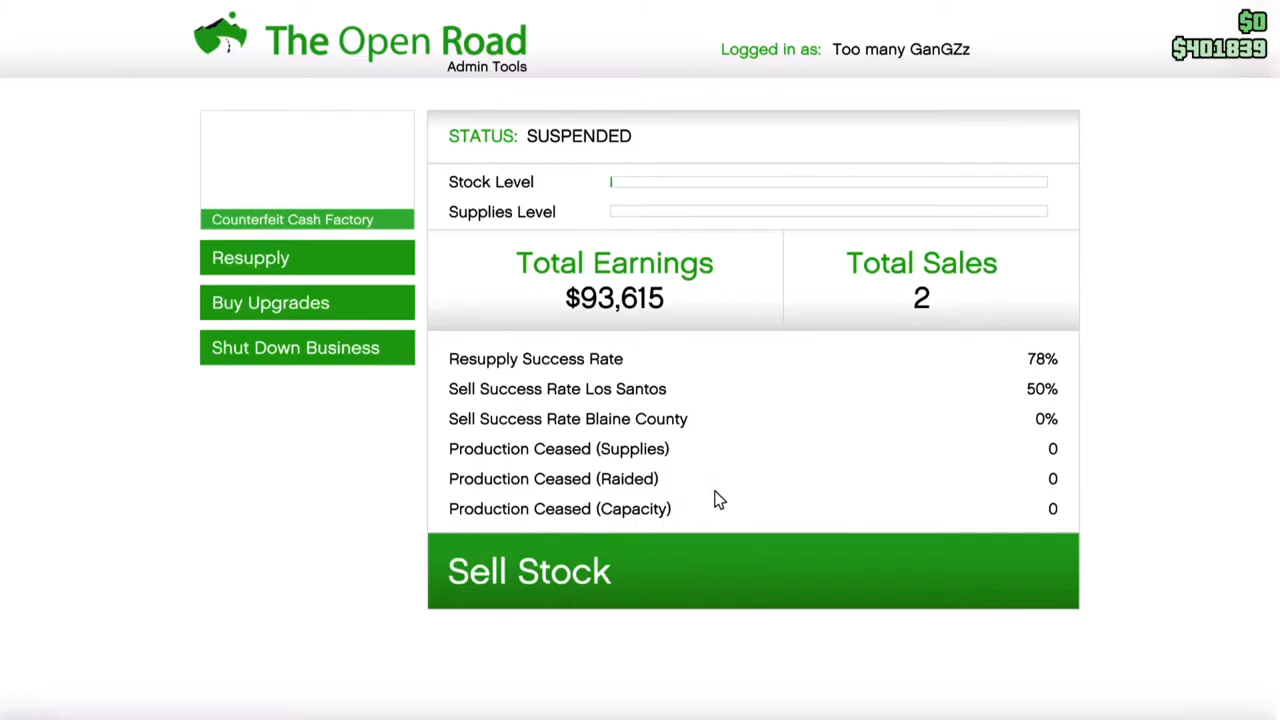 The Open Road
Admin Tools
Logged in as: Too many GanGZz
$0
$401839
STATUS: SUSPENDED
Stock Level
Supplies Level
Counterfeit Cash Factory
Resupply
Buy Upgrades
Shut Down Business
Total Earnings
$93,615
Total Sales
2
Resupply Success Rate 78%
Sell Success Rate Los Santos 50%
Sell Success Rate Blaine County 0%
Production Ceased (Supplies) 0
Production Ceased (Raided) 0
Production Ceased (Capacity) 0
Sell Stock